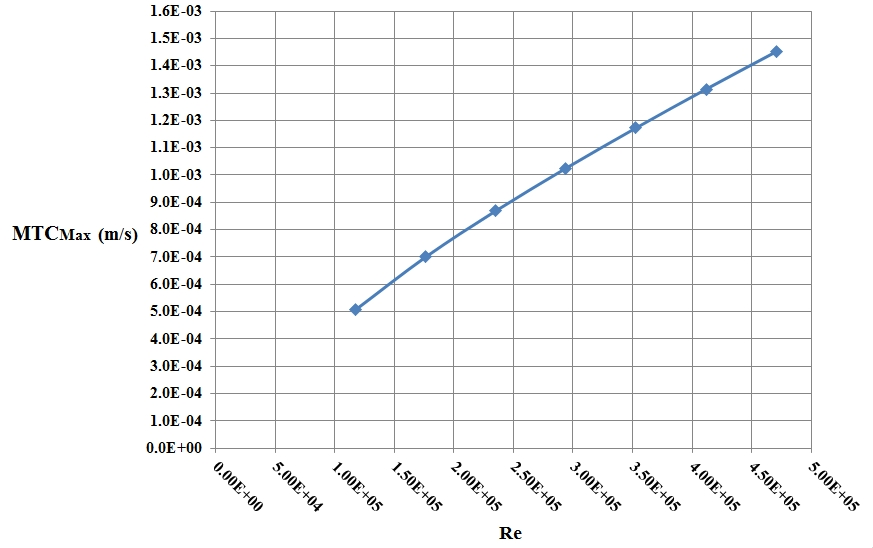 1.6E-03
1.5E-03
1.4E-03
1.3E-03
1.2E-03
1.1E-03
1.0E-03
9.0E-04
8.0E-04
7.0E-04
6.0E-04
5.0E-04
4.0E-04
3.0E-04
2.0E-04
1.0E-04
0.0E+00
MTCMax (m/s)
0.00E+00
5.00E+04
1.00E+05
1.50E+05
2.00E+05
2.50E+05
3.00E+05
3.50E+05
4.00E+05
4.50E+05
5.00E+05
Re